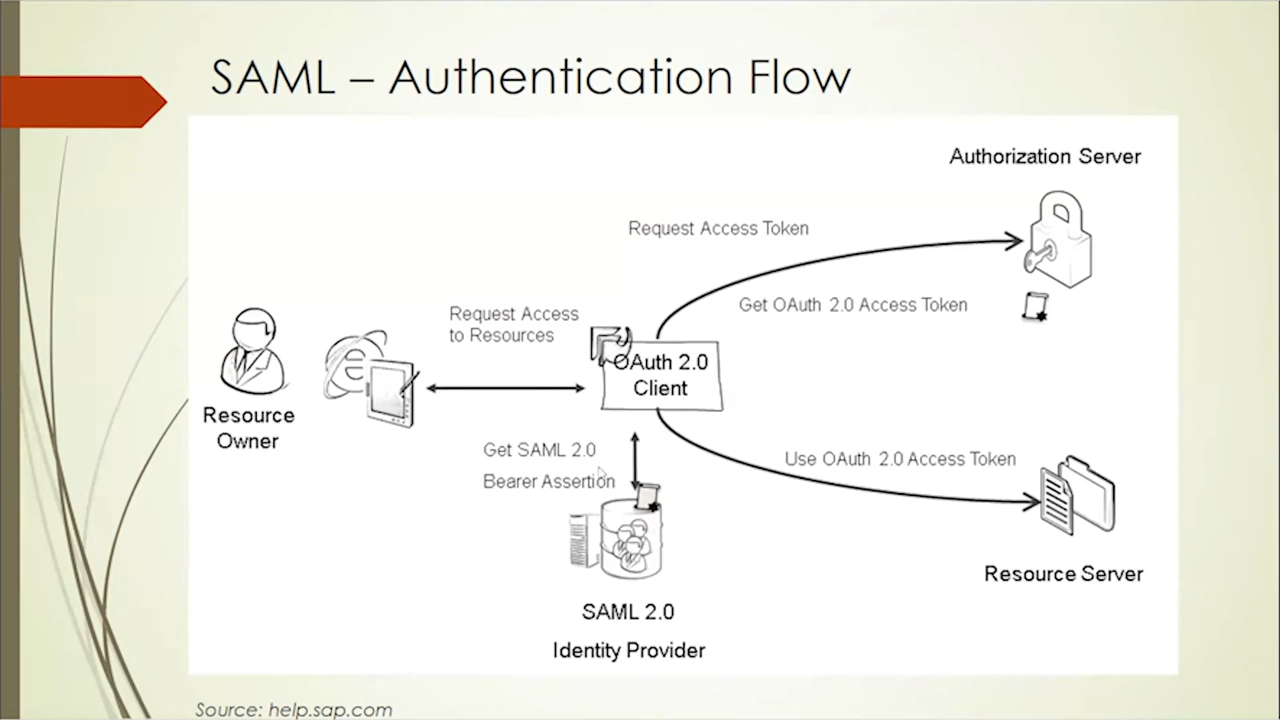 SAML – Authentication Flow
Authorization Server
Request Access Token
Get OAuth 2.0 Access Token
Request Access
to Resources
OAuth 2.0
Client
Resource
Owner
Get SAML 2.0
Bearer Assertion
Use OAuth 2.0 Access Token
Resource Server
SAML 2.0
Identity Provider
Source: help.sap.com